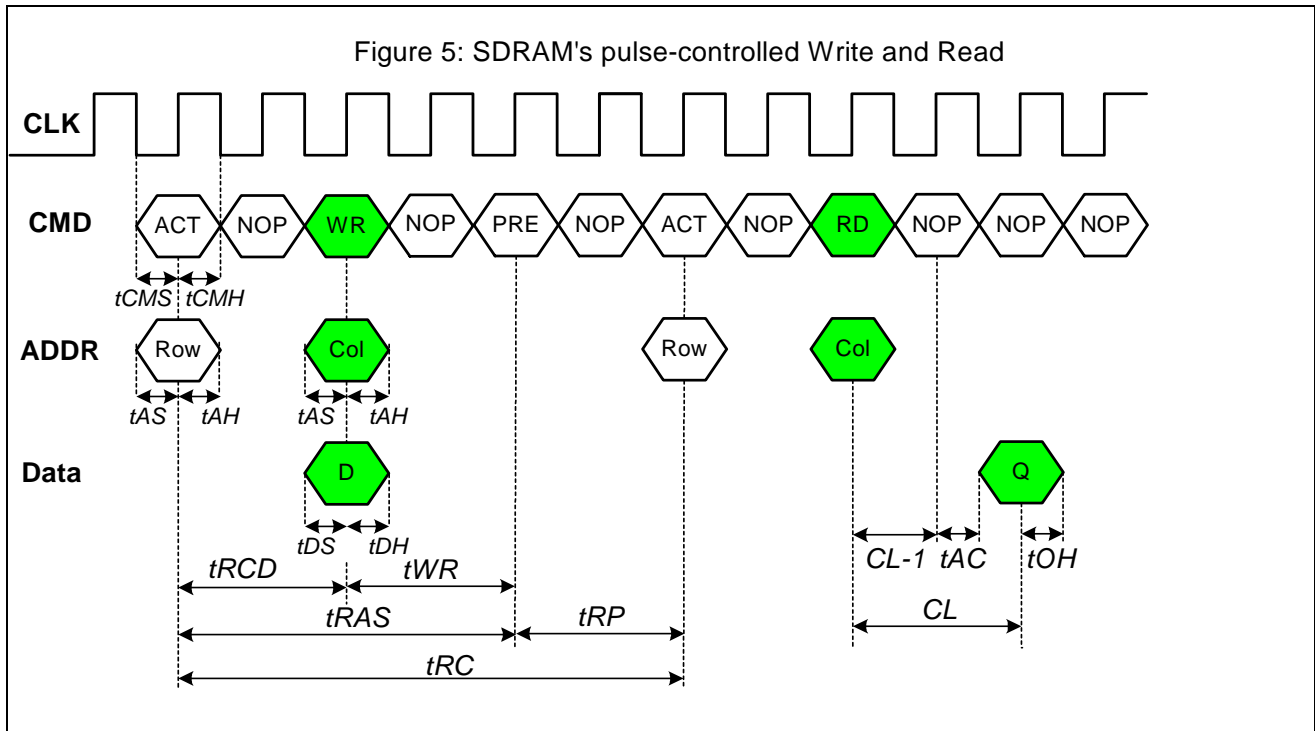 Figure 5: SDRAM's pulse-controlled Write and Read
CLK
CMD ACT NOP WR NOP PRE NOP ACT NOP RD NOP NOP NOP
tCMS tCMH
ADDR Row Col Row Col
tAS tAH tAS tAH
Data D Q
tDS tDH
CL-1 tAC tOH
tRCD tWR
tRAS tRP CL
tRC